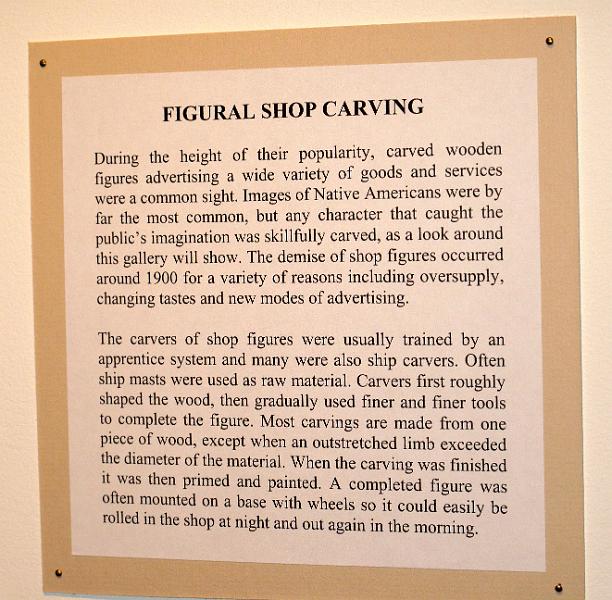 FIGURAL SHOP CARVING
During the height of their popularity, carved wooden
figures advertising a wide variety of goods and services
were a common sight. Images of Native Americans were by
far the most common, but any character that caught the
public's imagination was skillfully carved, as a look around
this gallery will show. The demise of shop figures occurred
around 1900 for a variety of reasons including oversupply,
changing tastes and new modes of advertising.
The carvers of shop figures were usually trained by an
apprentice system and many were also ship carvers. Often
ship masts were used as raw material. Carvers first roughly
shaped the wood, then gradually used finer and finer tools
to complete the figure. Most carvings are made from one
piece of wood, except when an outstretched limb exceeded
the diameter of the material. When the carving was finished
it was then primed and painted. A completed figure was
often mounted on a base with wheels so it could easily be
rolled in the shop at night and out again in the morning.